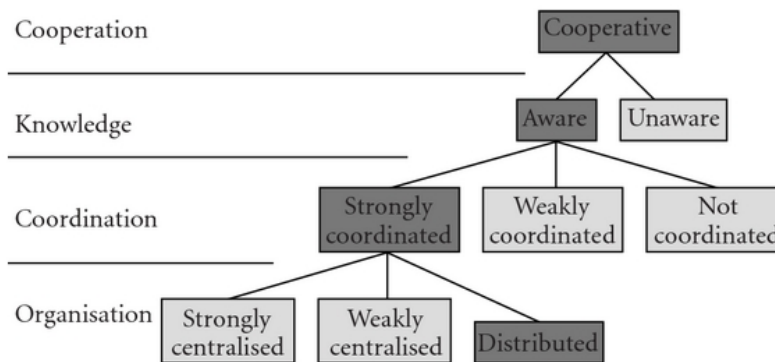 Cooperation
Cooperative
Knowledge
Aware
Unaware
Coordination
Strongly
coordinated
Weakly
coordinated
Not
coordinated
Organisation
Strongly
centralised
Weakly
centralised
Distributed